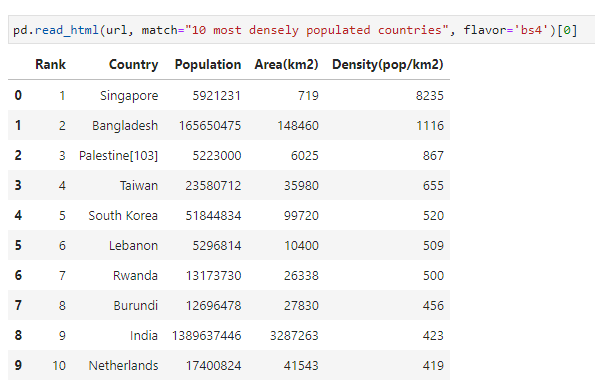 pd.read_html(url, match="10 most densely populated countries", flavor='bs4')[0]
Rank Country Population Area(km2) Density(pop/km2)
0 1 Singapore 5921231 719 8235
1 2 Bangladesh 165650475 148460 1116
2 3 Palestine[103] 5223000 6025 867
3 4 Taiwan 23580712 35980 655
4 5 South Korea 51844834 99720 520
5 6 Lebanon 5296814 10400 509
6 7 Rwanda 13173730 26338 500
7 8 Burundi 12696478 27830 456
8 9 India 1389637446 3287263 423
9 10 Netherlands 17400824 41543 419